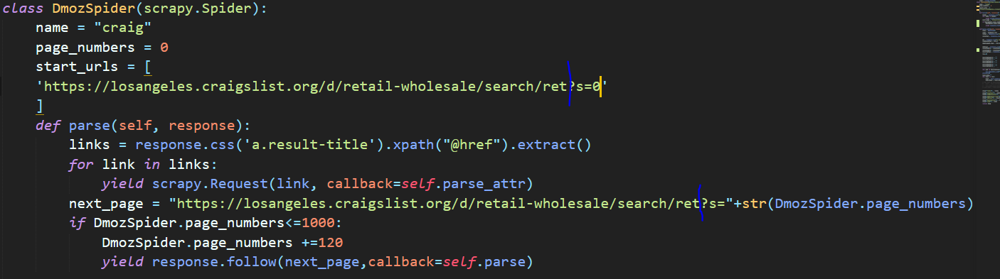 class DmozSpider(scrapy.Spider):
    name = "craig"
    page_numbers = 0
    start_urls = [
    'https://losangeles.craigslist.org/d/retail-wholesale/search/ret?s=0'
    ]
    def parse(self, response):
        links = response.css('a.result-title').xpath("@href").extract()
        for link in links:
            yield scrapy.Request(link, callback=self.parse_attr)
        next_page = "https://losangeles.craigslist.org/d/retail-wholesale/search/ret?s="+str(DmozSpider.page_numbers)
        if DmozSpider.page_numbers<=1000:
            DmozSpider.page_numbers +=120
            yield response.follow(next_page,callback=self.parse)